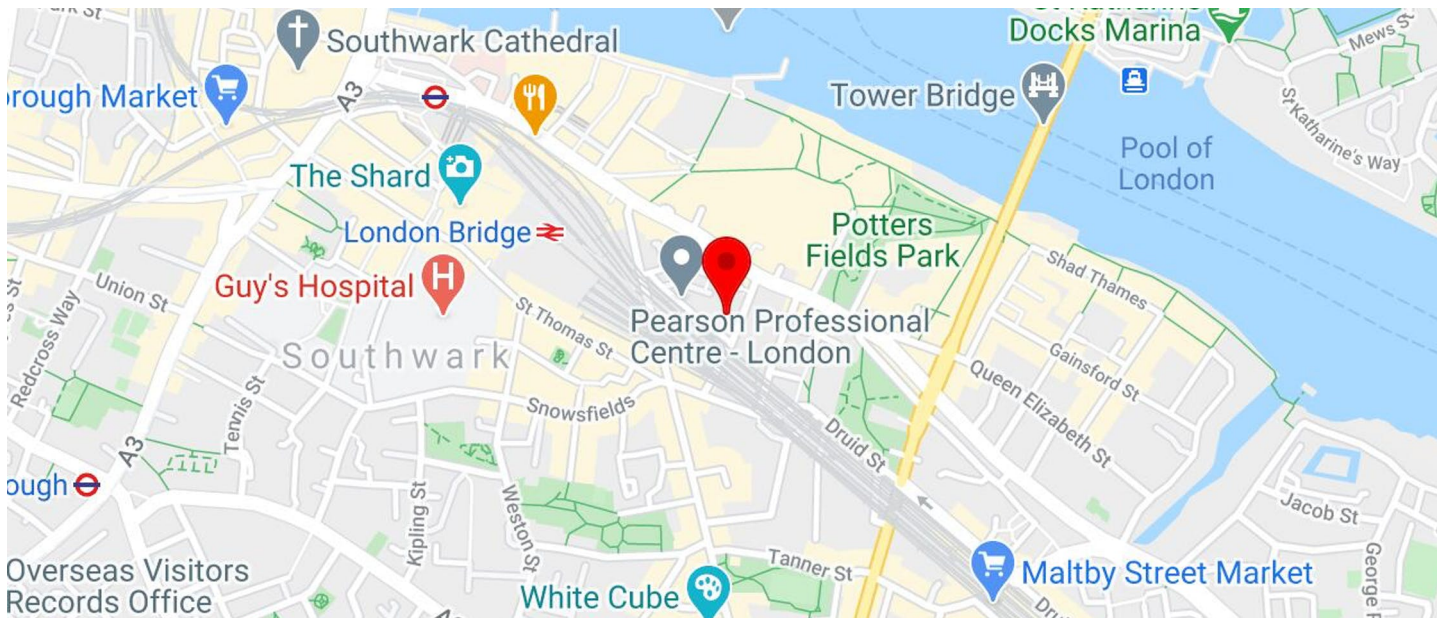 Park St
Southwark Cathedral
Docks Marina
Mews St
orough Market
A3
Tower Bridge
St Katharine's Way
Pool of
London
The Shard
London Bridge
Potters
Fields Park
Shad Thames
Guy's Hospital
Union St
St Thomas St
Pearson Professional
Centre - London
Southwark
Redcross Way
Gainsford St
Queen Elizabeth St
Tennis St
Snowsfields
Druid St
A3
ough
Kipling St
Weston St
Jacob St
Tanner St
George
Overseas Visitors
Records Office
White Cube
Maltby Street Market
Dru